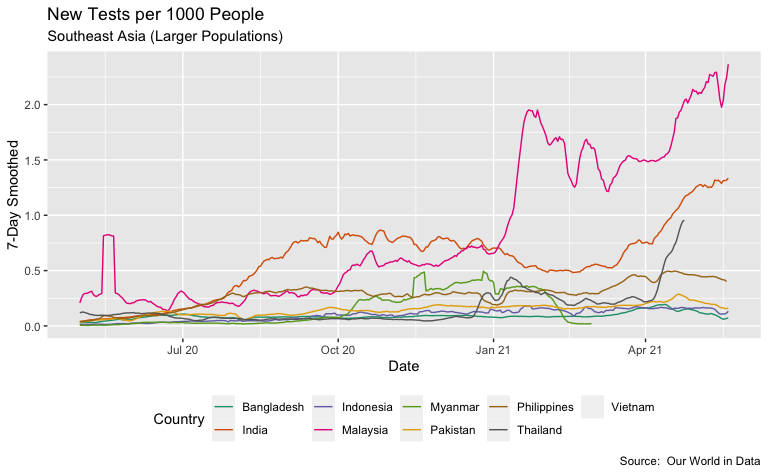 New Tests per 1000 People
Southeast Asia (Larger Populations)
7-Day Smoothed
2.0
1.5
1.0
0.5
0.0
Jul 20 Oct 20 Jan 21 Apr 21
Date
Country
Bangladesh Indonesia Myanmar Philippines Vietnam
India Malaysia Pakistan Thailand
Source: Our World in Data